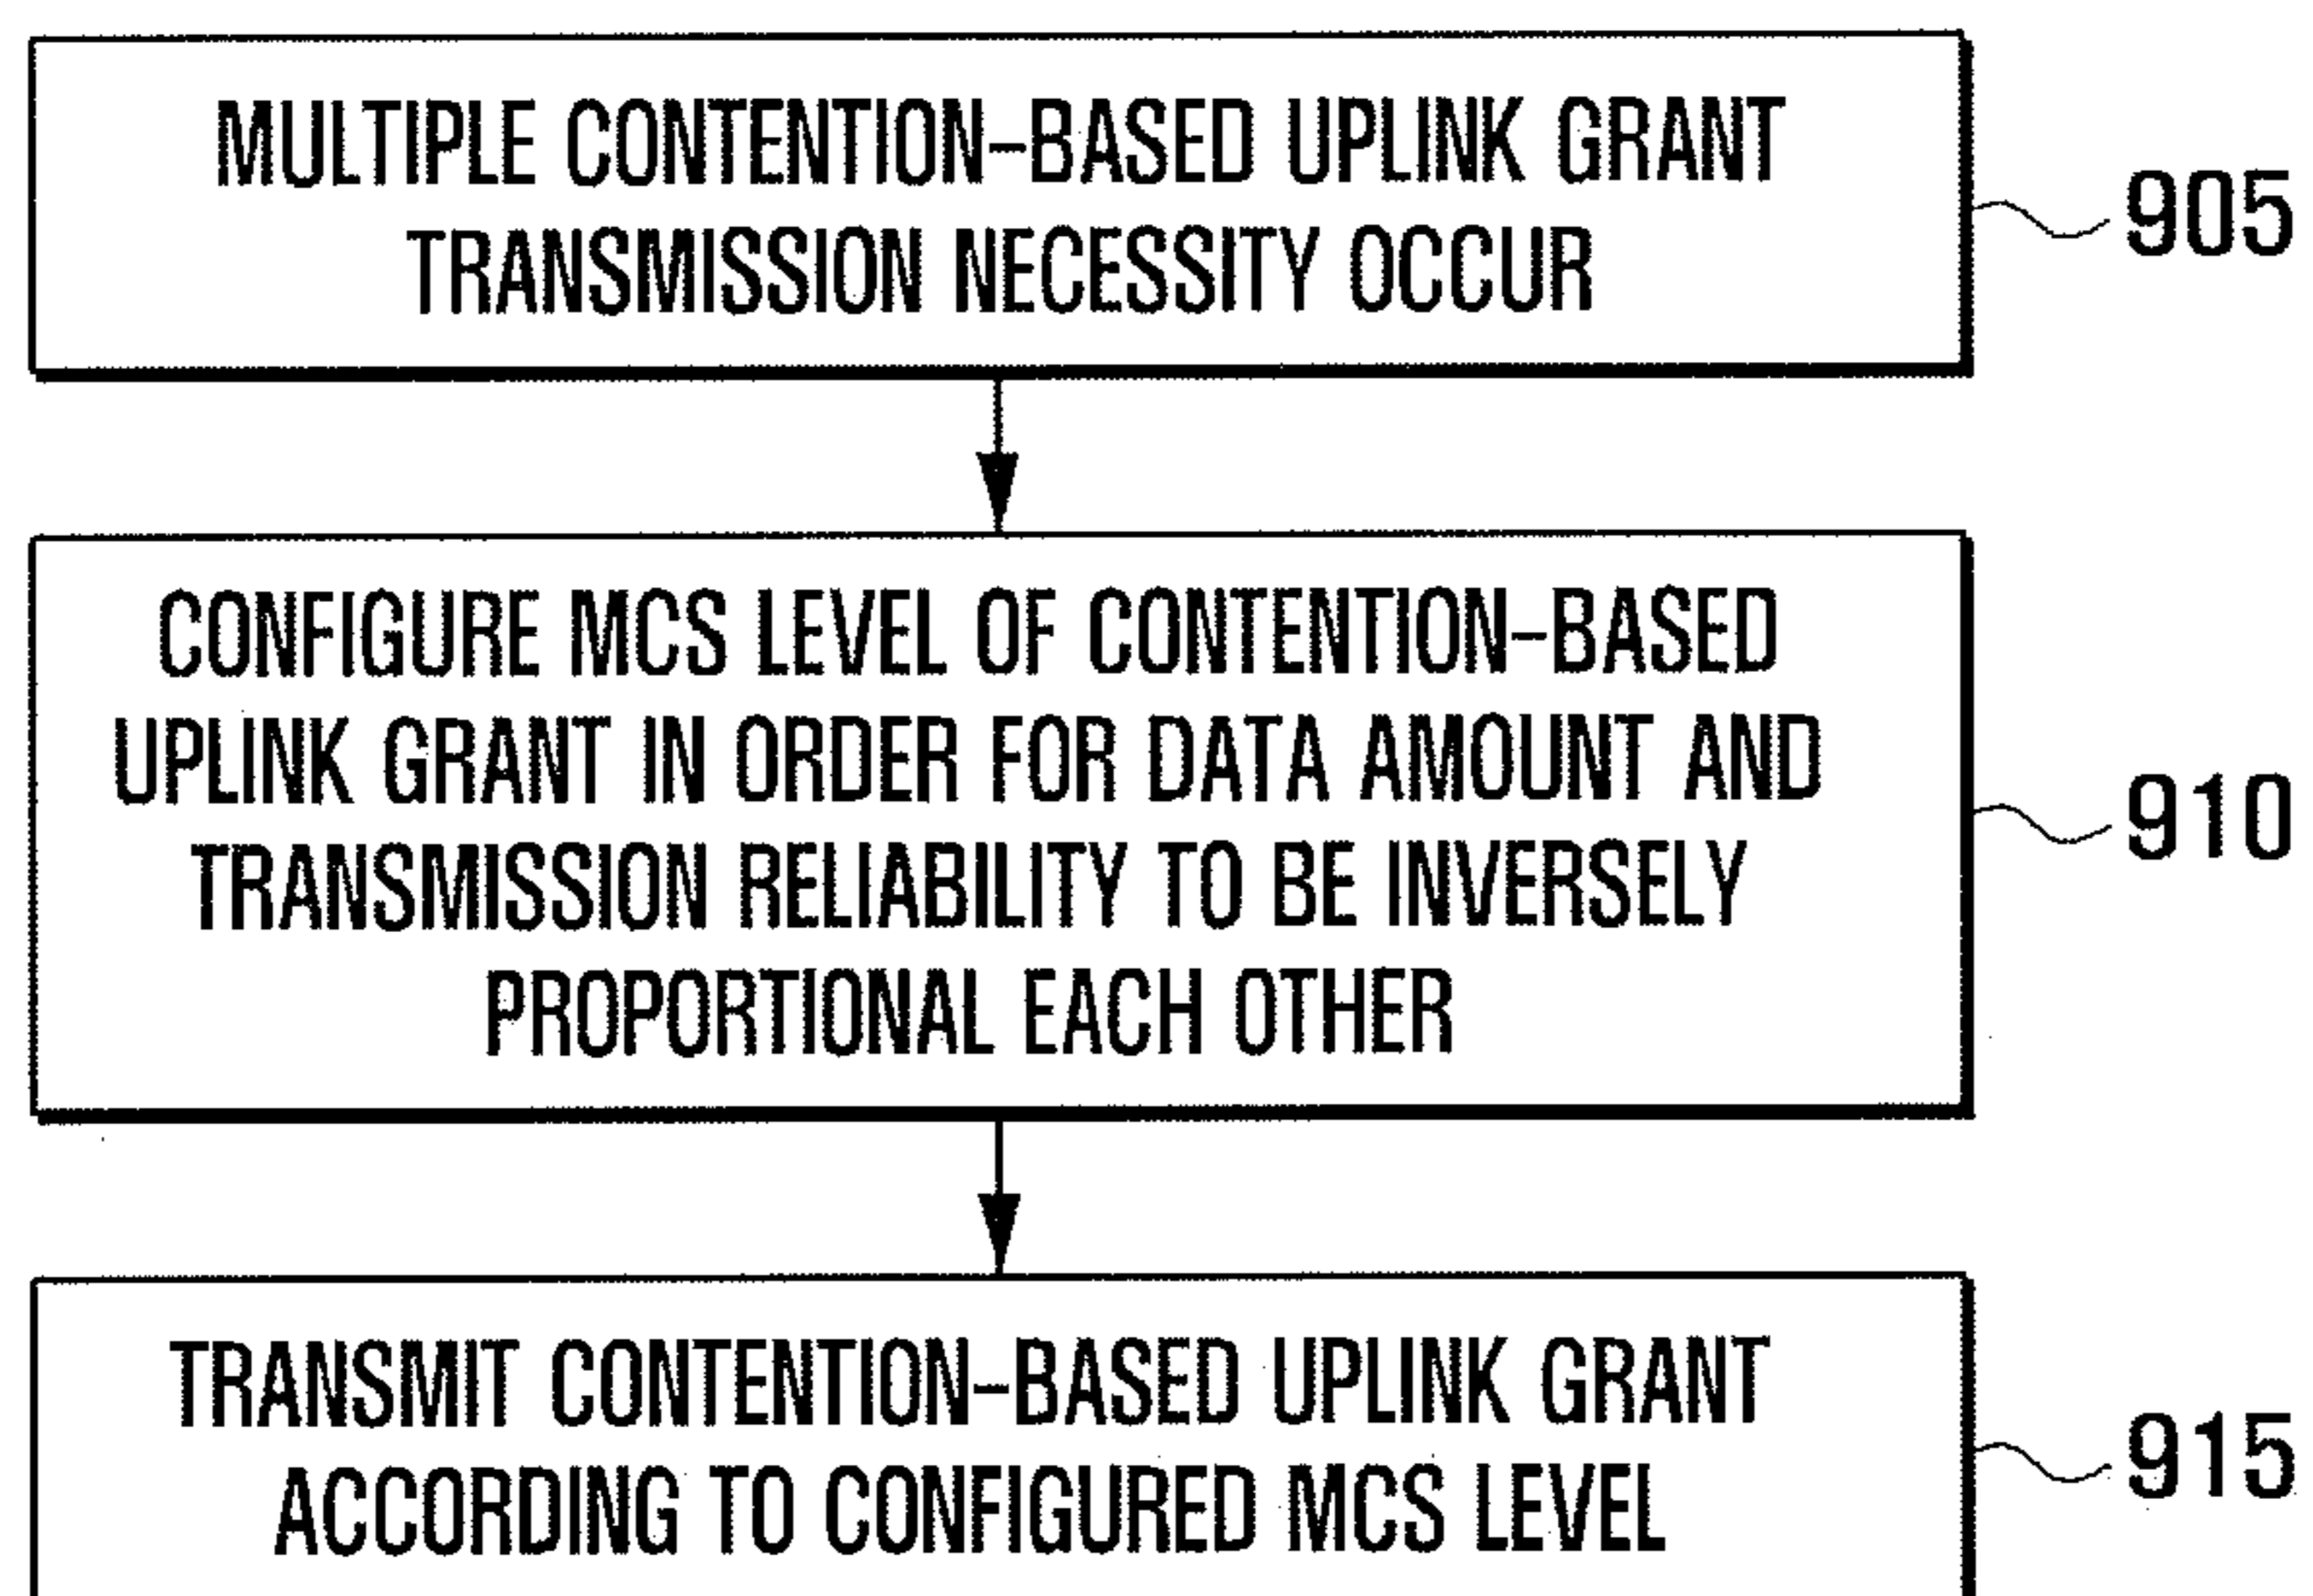 MULTIPLE CONTENTION-BASED UPLINK GRANT
TRANSMISSION NECESSITY OCCUR
905
CONFIGURE MCS LEVEL OF CONTENTION-BASED
UPLINK GRANT IN ORDER FOR DATA AMOUNT AND
TRANSMISSION RELIABILITY TO BE INVERSELY
PROPORTIONAL EACH OTHER
910
TRANSMIT CONTENTION-BASED UPLINK GRANT
ACCORDING TO CONFIGURED MCS LEVEL
915